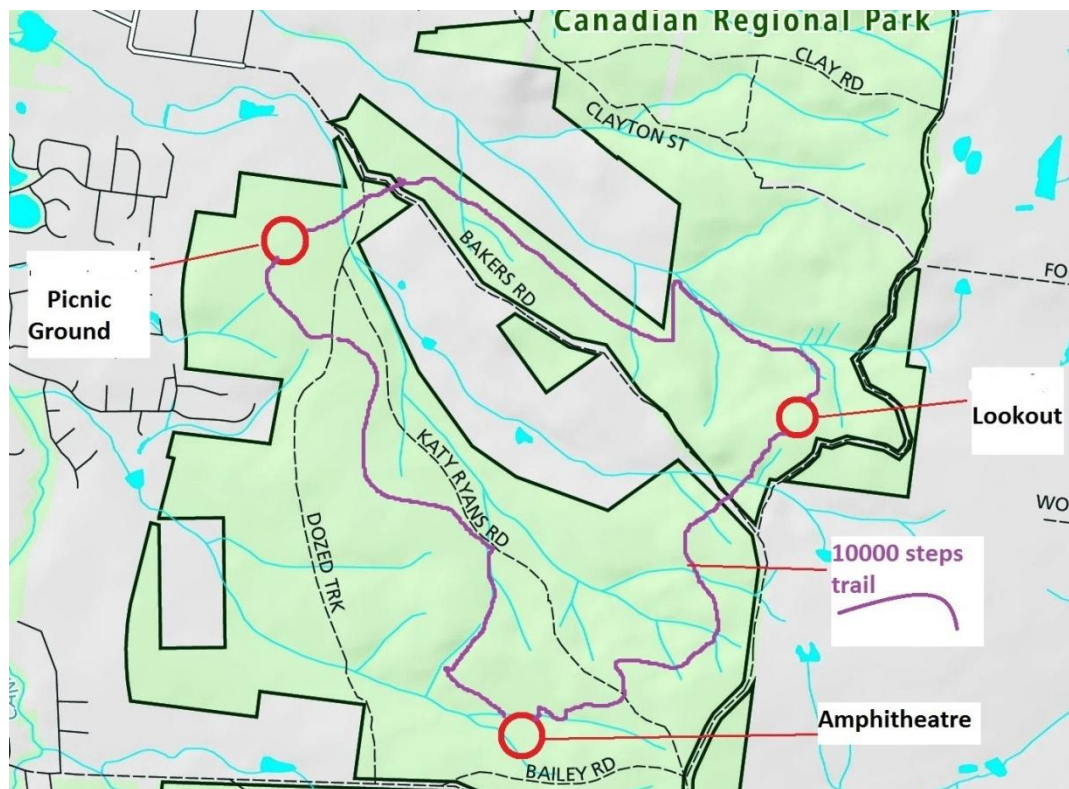 Canadian Regional Park
CLAY RD
CLAYTON ST
BAKERS RD
FO
Picnic
Ground
Lookout
KATY RYANS RD
DOZED TRK
WO
10000 steps
trail
CAN
Amphitheatre
BAILEY RD